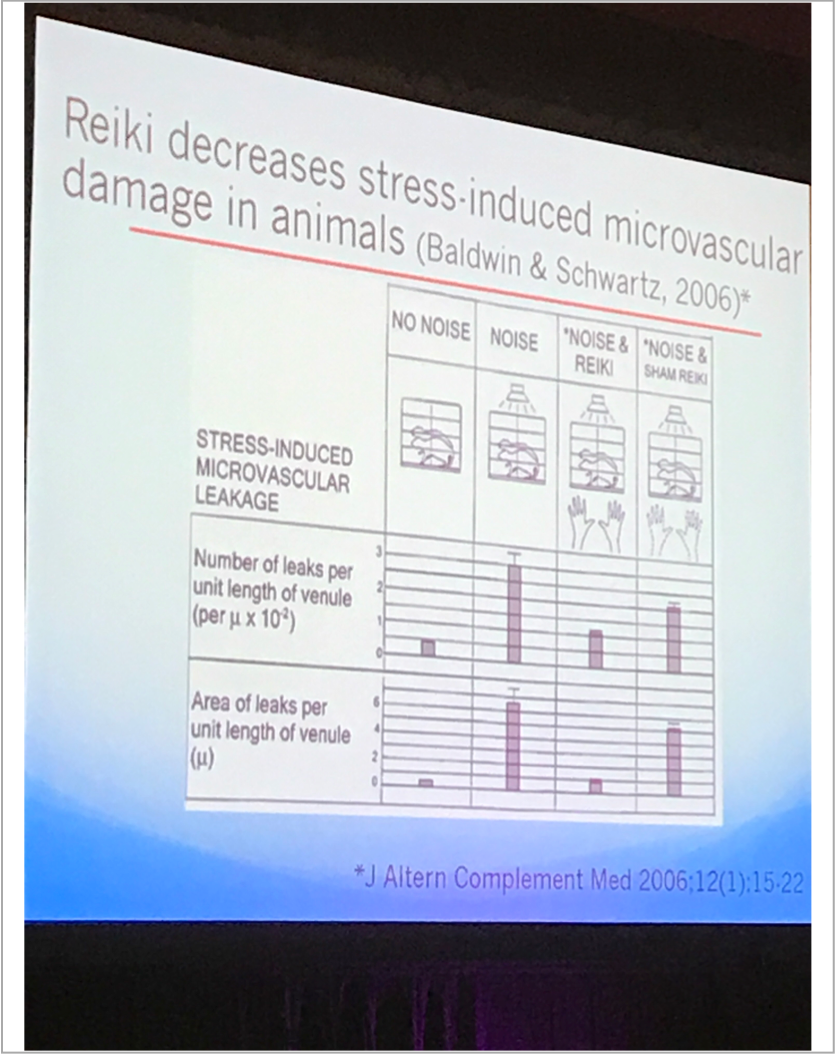 Reiki decreases stress-induced microvascular
damage in animals (Baldwin & Schwartz, 2006)*
NO NOISE
NOISE
*NOISE &
REIKI
*NOISE &
SHAM REIKI
STRESS-INDUCED
MICROVASCULAR
LEAKAGE
Number of leaks per
unit length of venule
(per μ x 10-2)
3
2
1
0
Area of leaks per
unit length of venule
(μ)
6
4
2
0
*J Altern Complement Med 2006;12(1):15-22